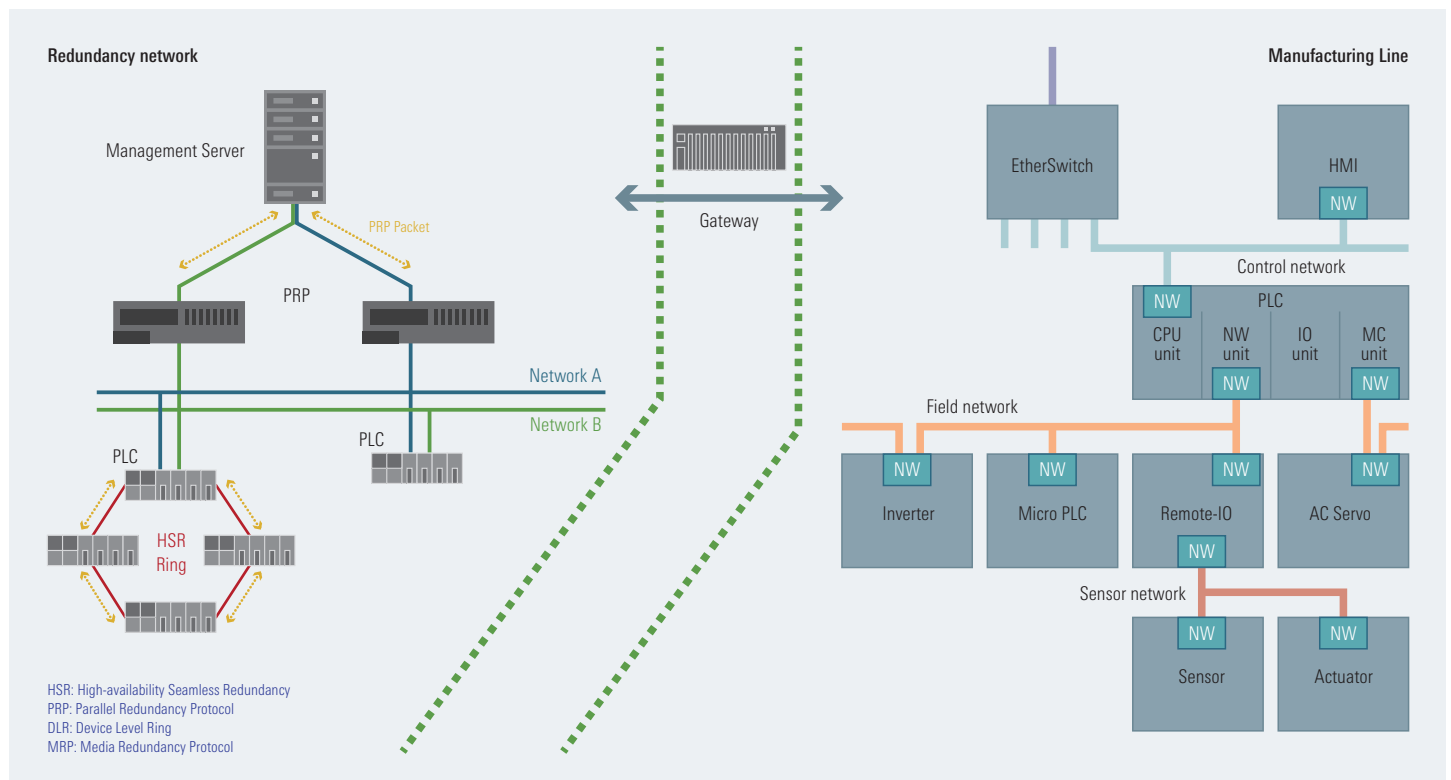 Redundancy network
Manufacturing Line
Management Server
PRP Packet
PRP
Network A
Network B
PLC
PLC
HSR
Ring
HSR: High-availability Seamless Redundancy
PRP: Parallel Redundancy Protocol
DLR: Device Level Ring
MRP: Media Redundancy Protocol
Gateway
EtherSwitch
HMI
NW
Control network
NW
PLC
CPU
unit
NW
unit
IO
unit
MC
unit
NW
NW
Field network
NW
NW
NW
NW
Inverter
Micro PLC
Remote-IO
AC Servo
NW
Sensor network
NW
NW
Sensor
Actuator